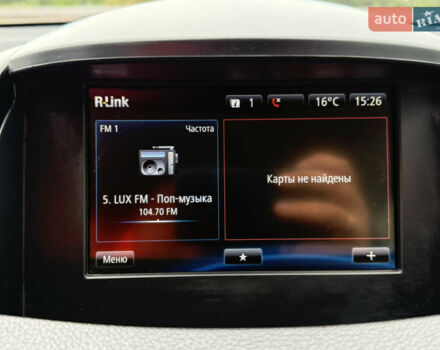 auto RIA
R-Link
i 1 16°C 15:26
FM 1 Частота
5. LUX FM - Поп-музыка
104.70 FM
Карты не найдены
Меню